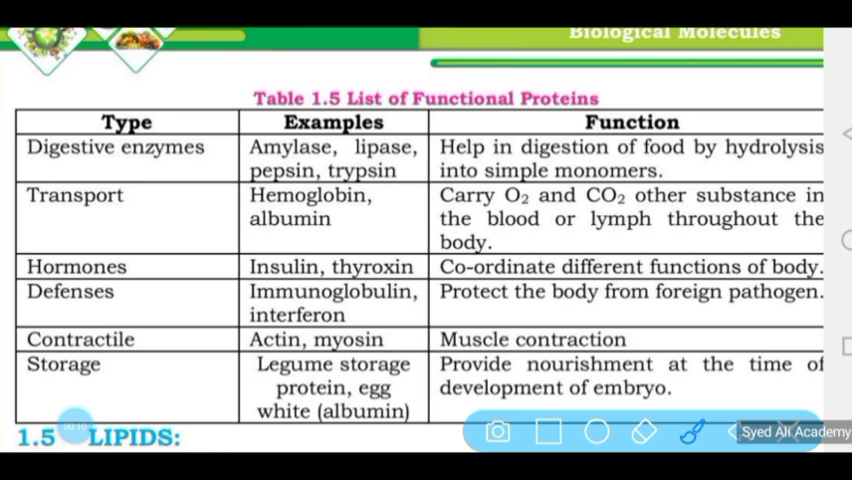 Biological Molecules
Table 1.5 List of Functional Proteins
Type Examples Function
Digestive enzymes Amylase, lipase, Help in digestion of food by hydrolysis
pepsin, trypsin into simple monomers.
Transport Hemoglobin, Carry O₂ and CO₂ other substance in
albumin the blood or lymph throughout the
body.
Hormones Insulin, thyroxin Co-ordinate different functions of body.
Defenses Immunoglobulin, Protect the body from foreign pathogen.
interferon
Contractile Actin, myosin Muscle contraction
Storage Legume storage Provide nourishment at the time of
protein, egg development of embryo.
white (albumin)
1.5 LIPIDS:
00:10
Syed Ali Academy